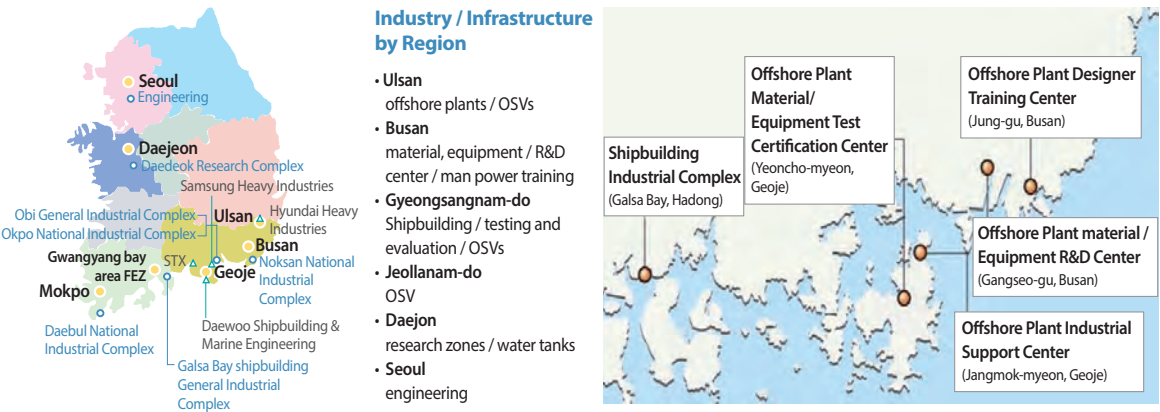 Seoul
Engineering
Daejeon
Daedeok Research Complex
Samsung Heavy Industries
Obi General Industrial Complex
Okpo National Industrial Complex
Ulsan
Hyundai Heavy
Industries
Busan
Gwangyang bay
area FEZ
STX
Geoje
Noksan National
Industrial
Complex
Mokpo
Daebul National
Industrial Complex
Daewoo Shipbuilding &
Marine Engineering
Galsa Bay shipbuilding
General Industrial
Complex
Industry / Infrastructure
by Region
• Ulsan
offshore plants / OSVs
• Busan
material, equipment / R&D
center / man power training
• Gyeongsangnam-do
Shipbuilding / testing and
evaluation / OSVs
• Jeollanam-do
OSV
• Daejon
research zones / water tanks
• Seoul
engineering
Shipbuilding
Industrial Complex
(Galsa Bay, Hadong)
Offshore Plant
Material/
Equipment Test
Certification Center
(Yeoncho-myeon,
Geoje)
Offshore Plant Designer
Training Center
(Jung-gu, Busan)
Offshore Plant material /
Equipment R&D Center
(Gangseo-gu, Busan)
Offshore Plant Industrial
Support Center
(Jangmok-myeon, Geoje)